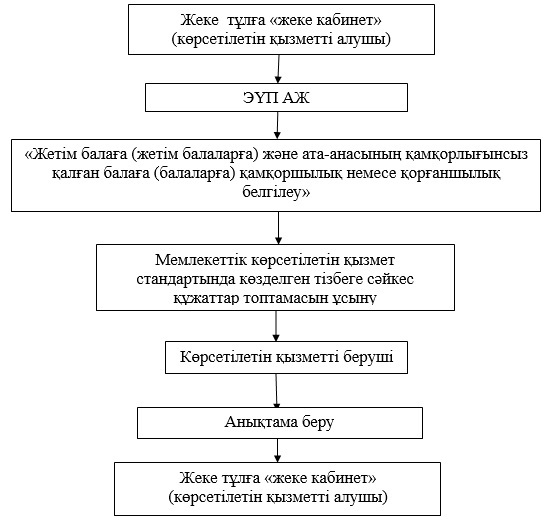 Жеке тұлға «жеке кабинет»
(көрсетілетін қызметті алушы)
ЭҮП АЖ
«Жетім балаға (жетім балаларға) және ата-анасының қамқорлығынсыз
қалған балаға (балаларға) қамқоршылық немесе қорғаншылық
белгілеу»
Мемлекеттік көрсетілетін қызмет
стандартында көзделген тізбеге сәйкес
құжаттар топтамасын ұсыну
Көрсетілетін қызметті беруші
Анықтама беру
Жеке тұлға «жеке кабинет»
(көрсетілетін қызметті алушы)